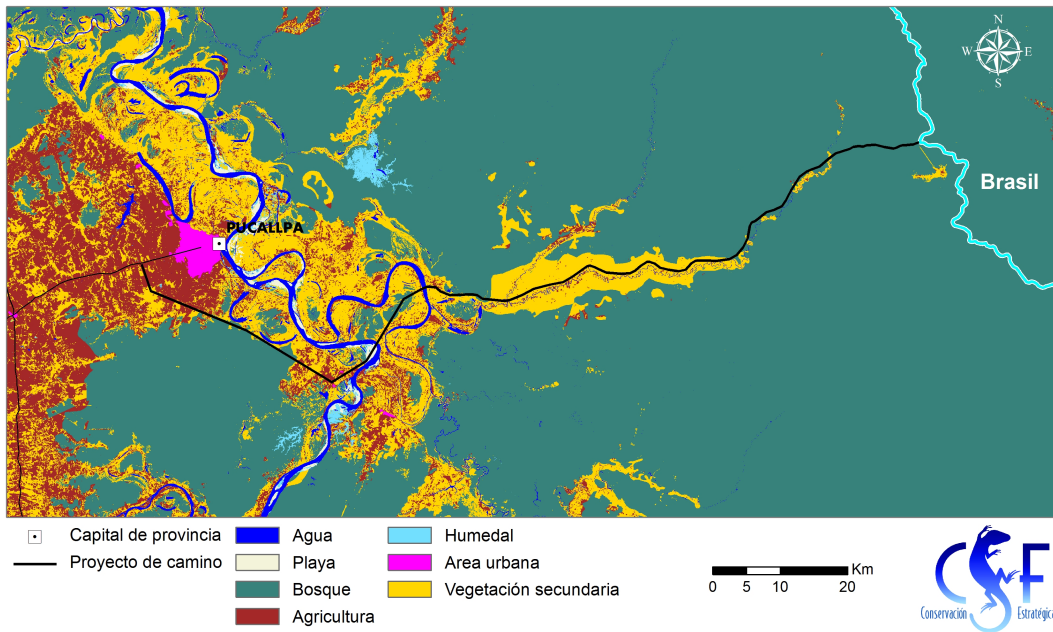 N
W E
S
Brasil
PUCALLPA
Capital de provincia
Proyecto de camino
Agua
Playa
Bosque
Agricultura
Humedal
Area urbana
Vegetación secundaria
Km
0 5 10 20
CSF
Conservación Estratégica